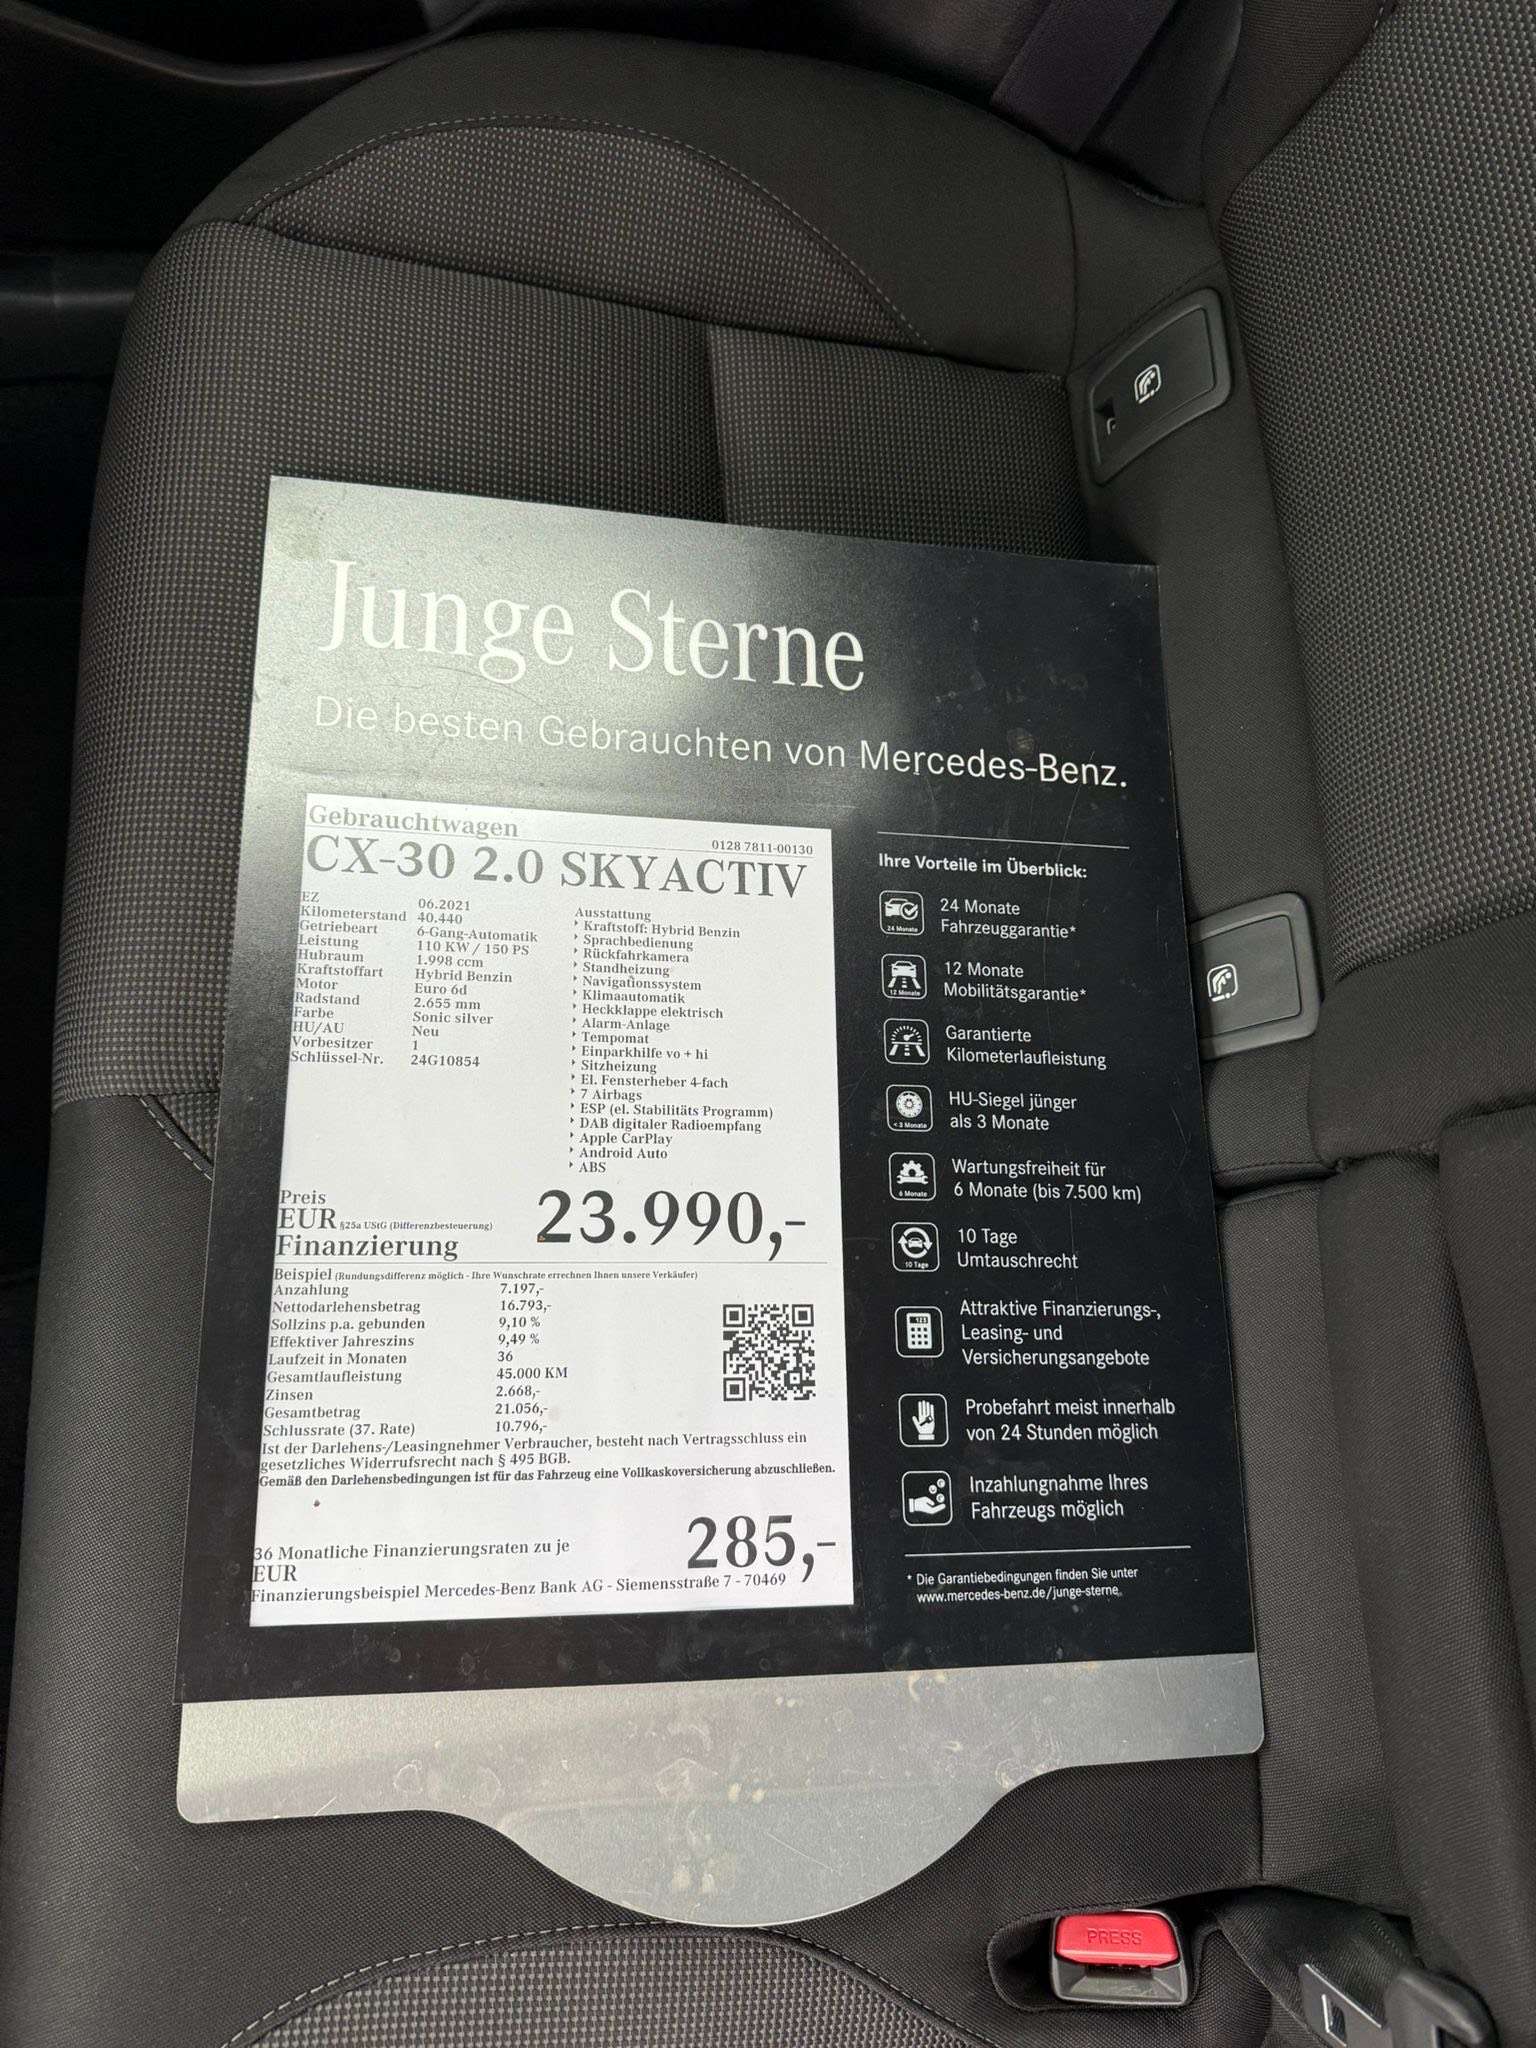 Junge Sterne
Die besten Gebrauchten von Mercedes-Benz.
Gebrauchtwagen
0128 7811-00130
CX-30 2.0 SKYACTIV
EZ 06.2021
Kilometerstand 40.440
Getriebeart 6-Gang-Automatik
Leistung 110 KW / 150 PS
Hubraum 1.998 ccm
Kraftstoffart Hybrid Benzin
Motor Euro 6d
Radstand 2.655 mm
Farbe Sonic silver
HU/AU Neu
Vorbesitzer 1
Schlüssel-Nr. 24G10854
Ausstattung
Kraftstoff: Hybrid Benzin
Sprachbedienung
Rückfahrkamera
Standheizung
Navigationssystem
Klimaautomatik
Heckklappe elektrisch
Alarm-Anlage
Tempomat
Einparkhilfe vo + hi
Sitzheizung
El. Fensterheber 4-fach
7 Airbags
ESP (el. Stabilitäts Programm)
DAB digitaler Radioempfang
Apple CarPlay
Android Auto
ABS
Preis
EUR §25a UStG (Differenzbesteuerung) 23.990,-
Finanzierung
Beispiel (Rundungsdifferenz möglich - Ihre Wunschrate errechnen Ihnen unsere Verkäufer)
Anzahlung 7.197,-
Nettodarlehensbetrag 16.793,-
Sollzins p.a. gebunden 9,10 %
Effektiver Jahreszins 9,49 %
Laufzeit in Monaten 36
Gesamtlaufleistung 45.000 KM
Zinsen 2.668,-
Gesamtbetrag 21.056,-
Schlussrate (37. Rate) 10.796,-
Ist der Darlehens-/Leasingnehmer Verbraucher, besteht nach Vertragsschluss ein
gesetzliches Widerrufsrecht nach § 495 BGB.
Gemäß den Darlehensbedingungen ist für das Fahrzeug eine Vollkaskoversicherung abzuschließen.
36 Monatliche Finanzierungsraten zu je
EUR 285,-
Finanzierungsbeispiel Mercedes-Benz Bank AG - Siemensstraße 7 - 70469
Ihre Vorteile im Überblick:
24 Monate
24 Monate
Fahrzeuggarantie*
12 Monate
12 Monate
Mobilitätsgarantie*
Garantierte
Kilometerlaufleistung
< 3 Monate
HU-Siegel jünger
als 3 Monate
6 Monate
Wartungsfreiheit für
6 Monate (bis 7.500 km)
10 Tage
10 Tage
Umtauschrecht
123
Attraktive Finanzierungs-,
Leasing- und
Versicherungsangebote
Probefahrt meist innerhalb
von 24 Stunden möglich
Inzahlungnahme Ihres
Fahrzeugs möglich
* Die Garantiebedingungen finden Sie unter
www.mercedes-benz.de/junge-sterne
PRESS